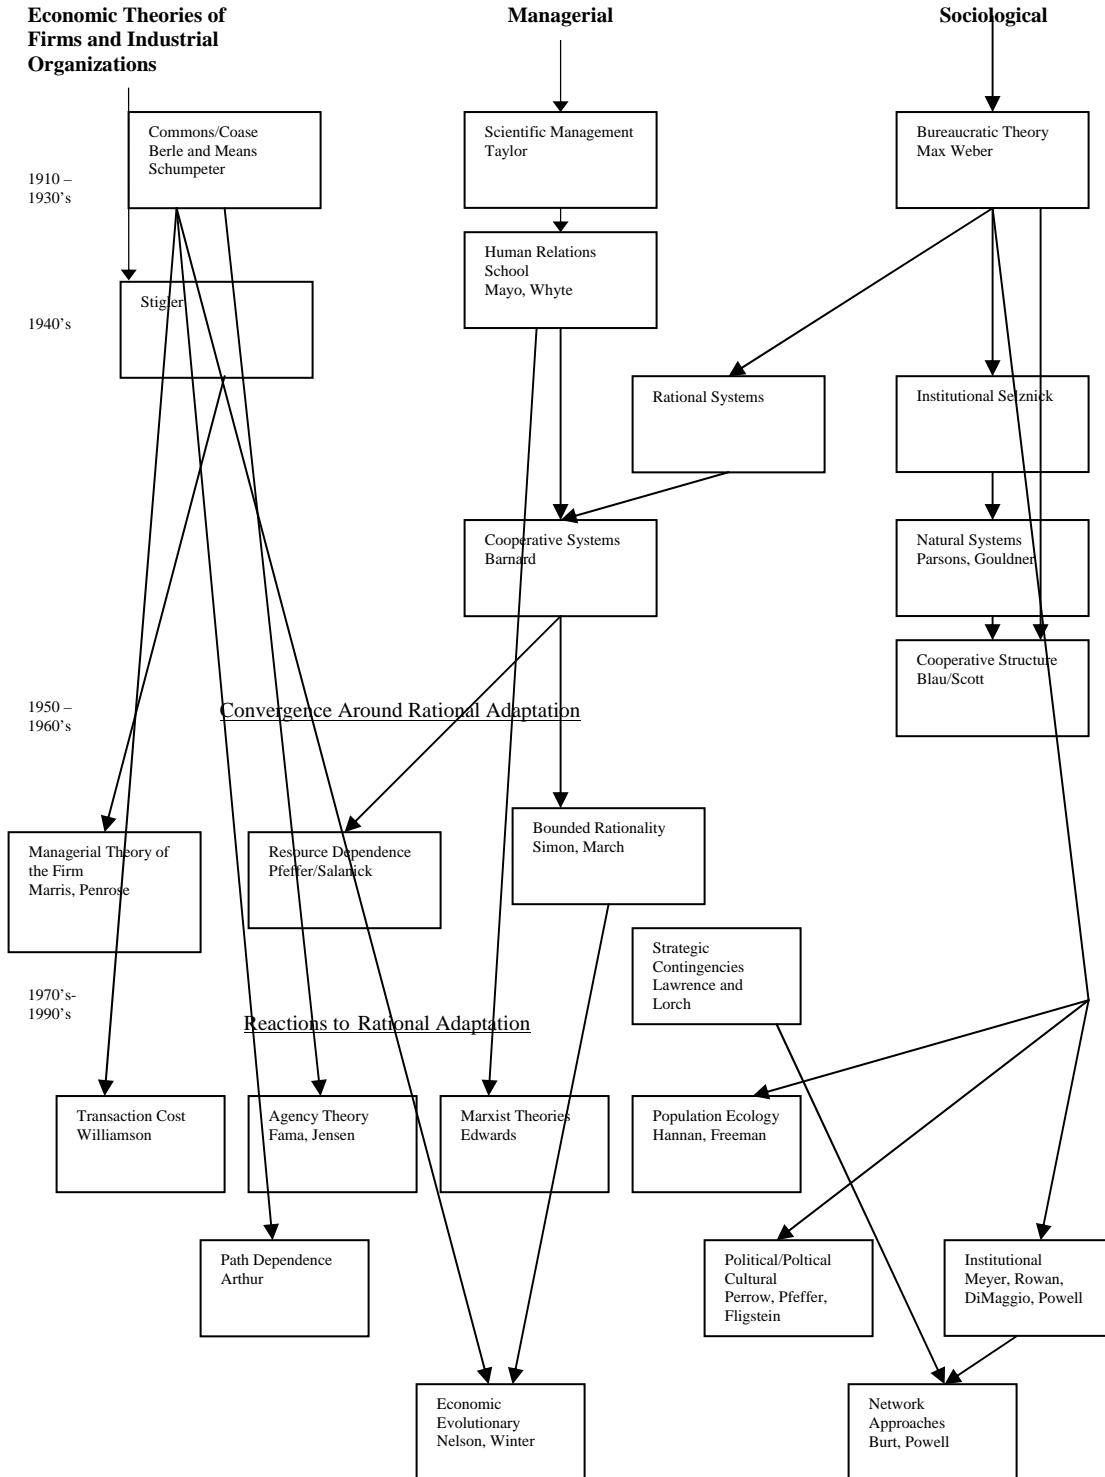 Economic Theories of
Firms and Industrial
Organizations
Managerial
Sociological
Commons/Coase
Berle and Means
Schumpeter
Scientific Management
Taylor
Bureaucratic Theory
Max Weber
1910 –
1930's
Human Relations
School
Mayo, Whyte
Stigler
1940's
Rational Systems
Institutional Selznick
Cooperative Systems
Barnard
Natural Systems
Parsons, Gouldner
Cooperative Structure
Blau/Scott
1950 –
1960's
Convergence Around Rational Adaptation
Managerial Theory of
the Firm
Marris, Penrose
Resource Dependence
Pfeffer/Salanick
Bounded Rationality
Simon, March
Strategic
Contingencies
Lawrence and
Lorch
1970's-
1990's
Reactions to Rational Adaptation
Transaction Cost
Williamson
Agency Theory
Fama, Jensen
Marxist Theories
Edwards
Population Ecology
Hannan, Freeman
Path Dependence
Arthur
Political/Poltical
Cultural
Perrow, Pfeffer,
Fligstein
Institutional
Meyer, Rowan,
DiMaggio, Powell
Economic
Evolutionary
Nelson, Winter
Network
Approaches
Burt, Powell